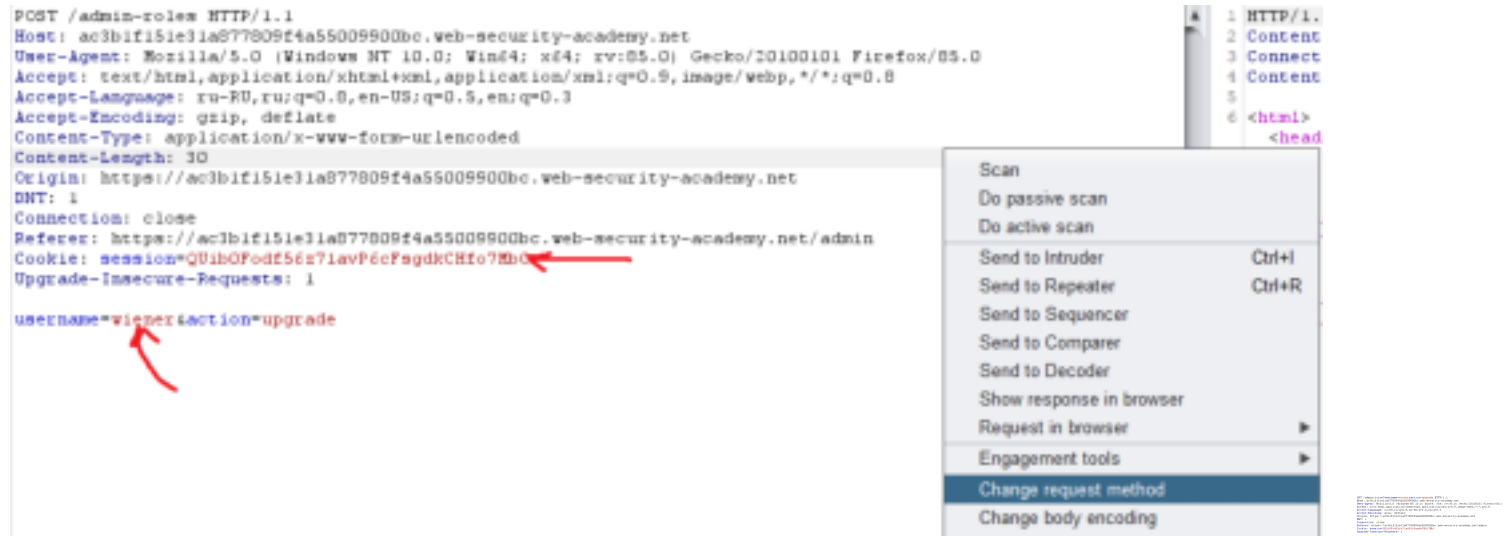 POST /admin-roles HTTP/1.1
Host: ac3b1f151e31a877809f4a55009900bc.web-security-academy.net
User-Agent: Mozilla/5.0 (Windows NT 10.0; Win64; x64; rv:85.0) Gecko/20100101 Firefox/85.0
Accept: text/html,application/xhtml+xml,application/xml;q=0.9,image/webp,*/*;q=0.8
Accept-Language: ru-RU,ru;q=0.8,en-US;q=0.5,en;q=0.3
Accept-Encoding: gzip, deflate
Content-Type: application/x-www-form-urlencoded
Content-Length: 30
Origin: https://ac3b1f151e31a877809f4a55009900bc.web-security-academy.net
DNT: 1
Connection: close
Referer: https://ac3b1f151e31a877809f4a55009900bc.web-security-academy.net/admin
Cookie:
Upgrade-Insecure-Requests: 1
username=wiener&action=upgrade
1 HTTP/1.
2 Content
3 Connect
4 Content
5
6 <html>
<head
Scan
Do passive scan
Do active scan
Send to Intruder Ctrl+I
Send to Repeater Ctrl+R
Send to Sequencer
Send to Comparer
Send to Decoder
Show response in browser
Request in browser
Engagement tools
Change request method
Change body encoding